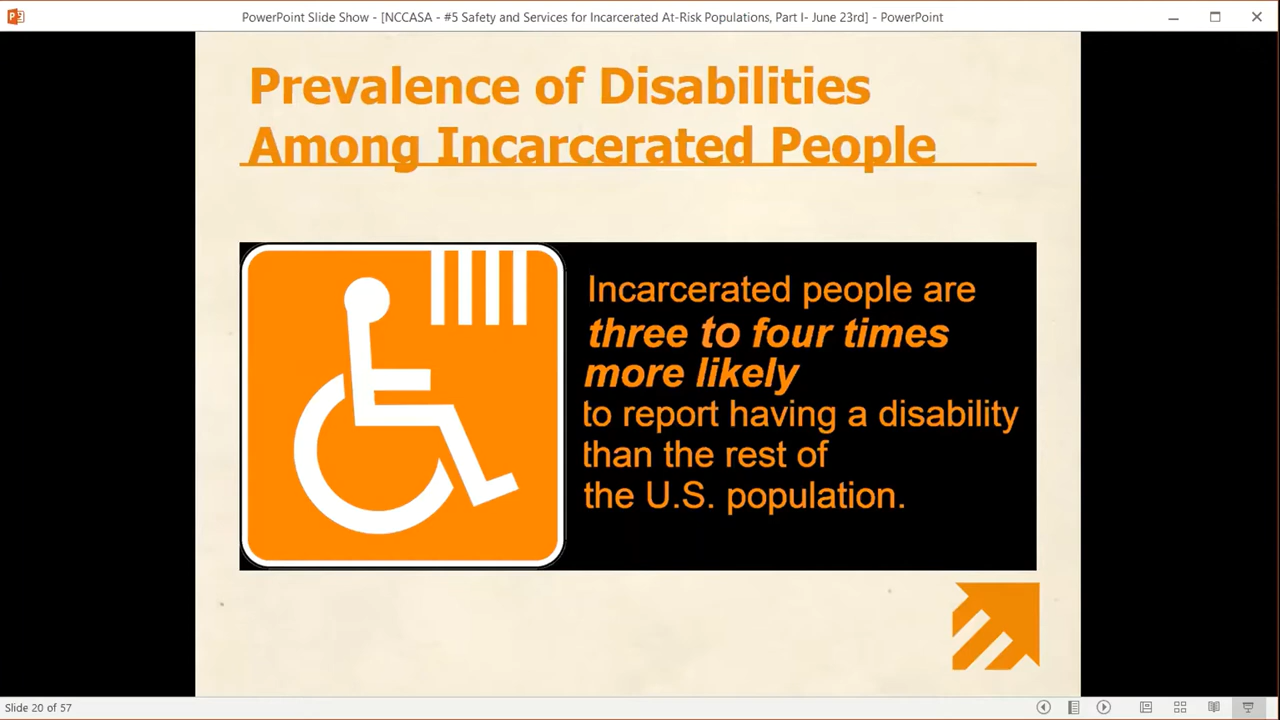 PowerPoint Slide Show - [NCCASA - #5 Safety and Services for Incarcerated At-Risk Populations, Part I- June 23rd] - PowerPoint
Prevalence of Disabilities
Among Incarcerated People
Incarcerated people are
three to four times
more likely
to report having a disability
than the rest of
the U.S. population.
Slide 20 of 57